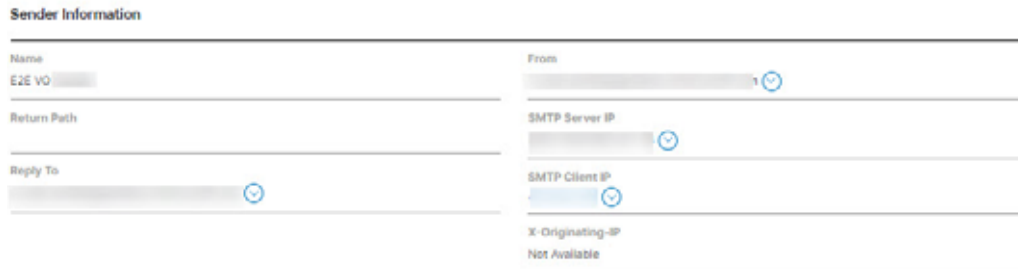 Sender Information
Name
E2E VO
From
Return Path
SMTP Server IP
Reply To
SMTP Client IP
X-Originating-IP
Not Available